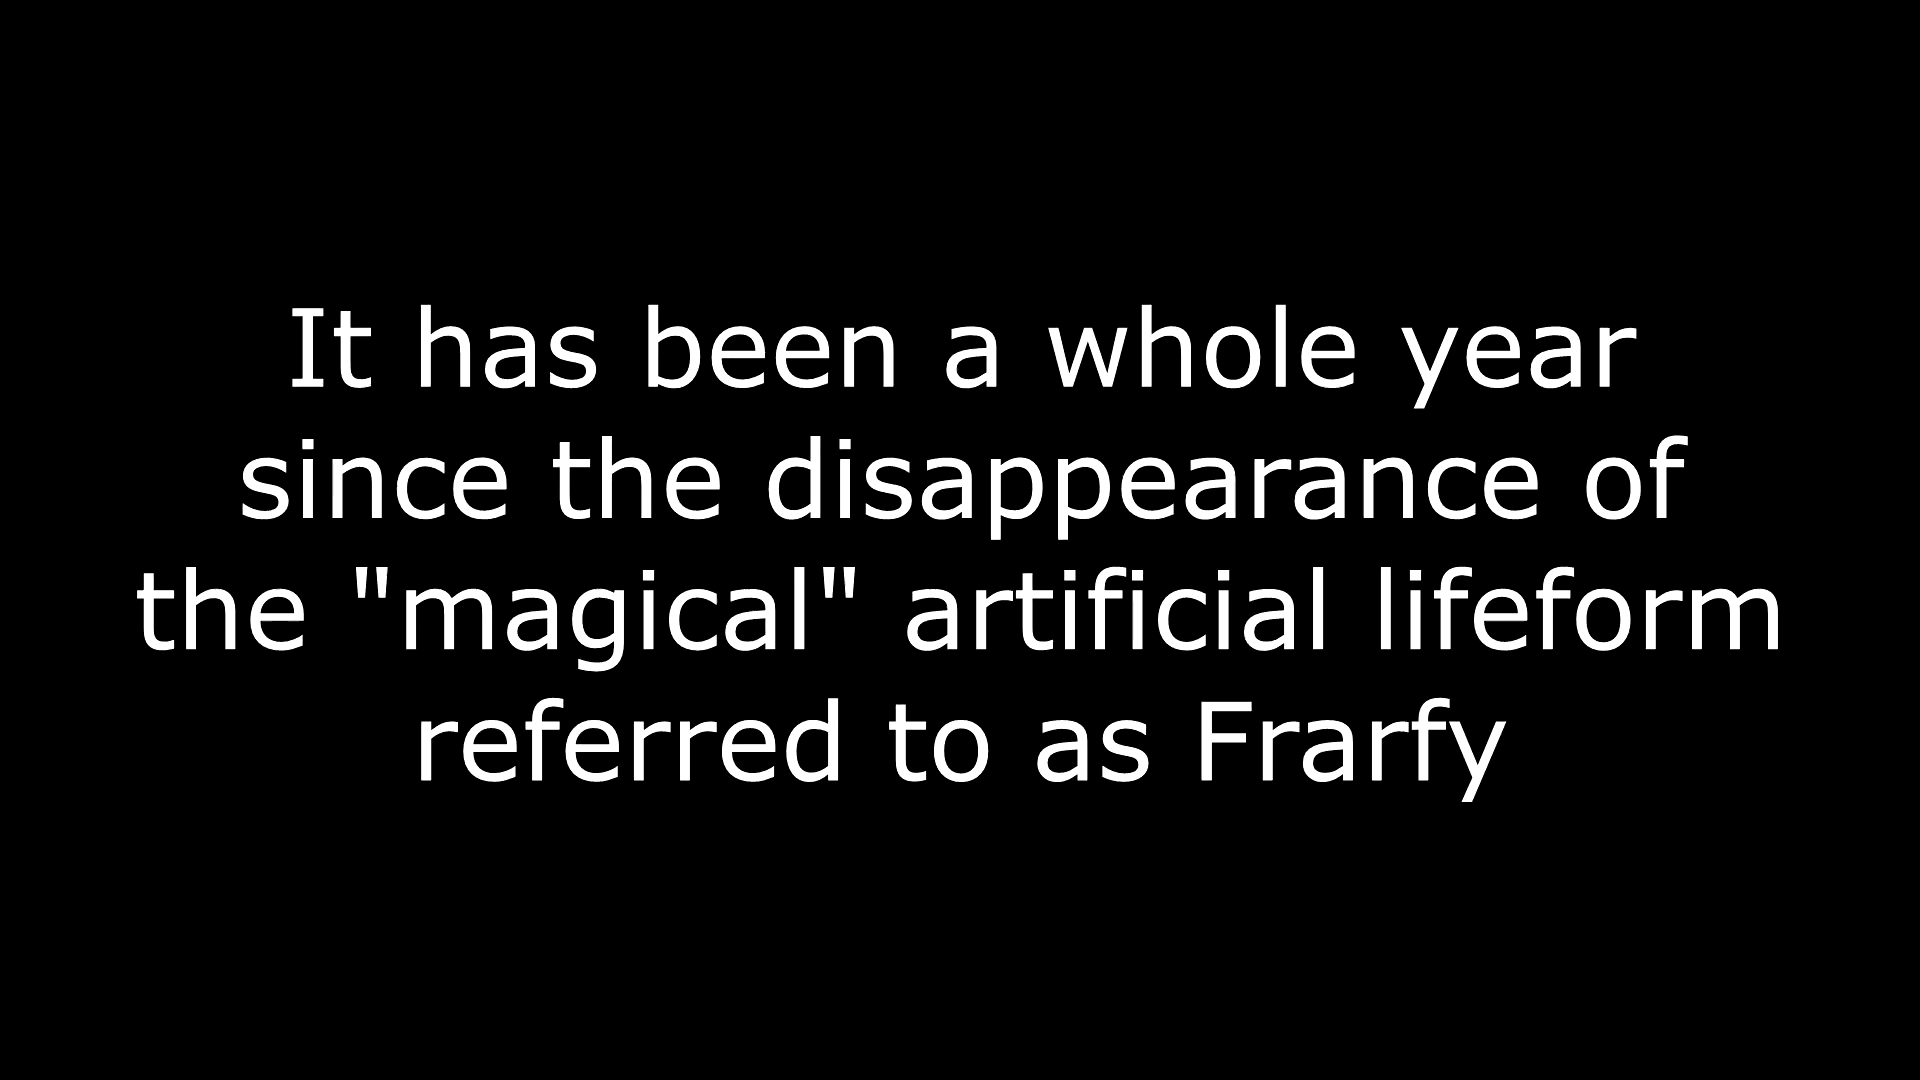 It has been a whole year
since the disappearance of
the "magical" artificial lifeform
referred to as Frarfy